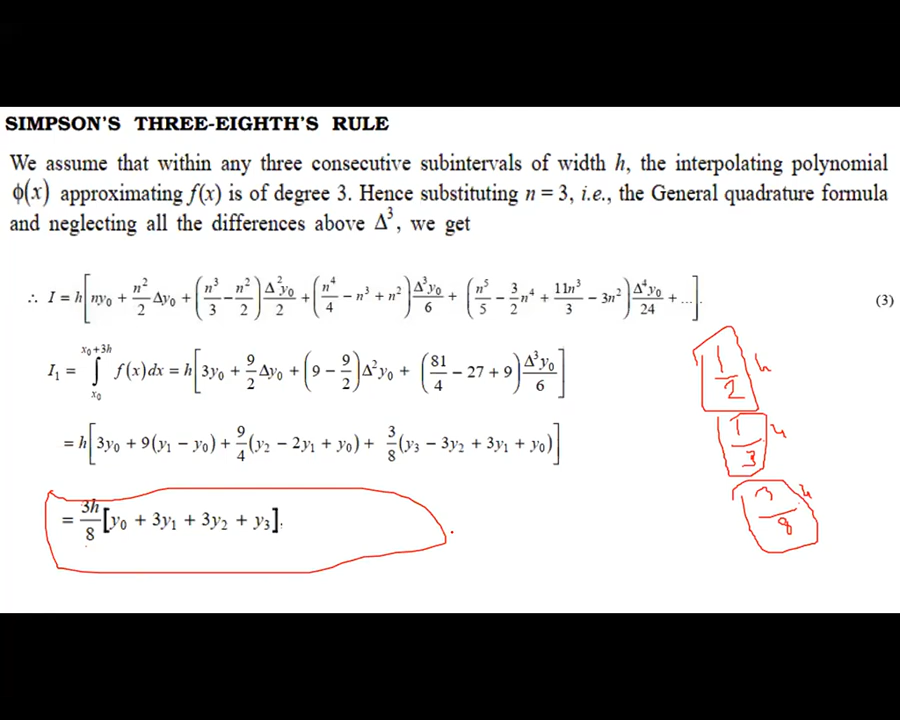 SIMPSON'S THREE-EIGHTH'S RULE
We assume that within any three consecutive subintervals of width h, the interpolating polynomial
ϕ(x) approximating f(x) is of degree 3. Hence substituting n = 3, i.e., the General quadrature formula
and neglecting all the differences above Δ³, we get
∴ I = h[ny₀ + n²/2 Δy₀ + (n³/3 − n²/2) Δ²y₀/2 + (n⁴/4 − n³ + n²) Δ³y₀/6 + (n⁵/5 − 3/2 n⁴ + 11n³/3 − 3n²) Δ⁴y₀/24 + ...]. (3)
I₁ = ∫_{x₀}^{x₀+3h} f(x)dx = h[3y₀ + 9/2 Δy₀ + (9 − 9/2) Δ²y₀ + (81/4 − 27 + 9) Δ³y₀/6]
= h[3y₀ + 9(y₁ − y₀) + 9/4 (y₂ − 2y₁ + y₀) + 3/8 (y₃ − 3y₂ + 3y₁ + y₀)]
= 3h/8 [y₀ + 3y₁ + 3y₂ + y₃].
1/2 h
1/3 h
3/8 h